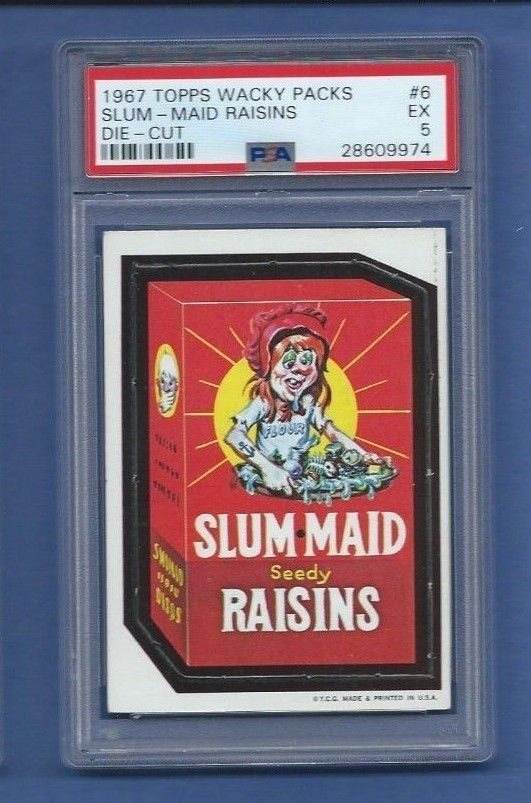 1967 TOPPS WACKY PACKS #6
SLUM-MAID RAISINS EX
DIE-CUT 5
PSA 28609974
FLOUR
SLUM•MAID
Seedy
RAISINS
©T.C.G. MADE & PRINTED IN U.S.A.